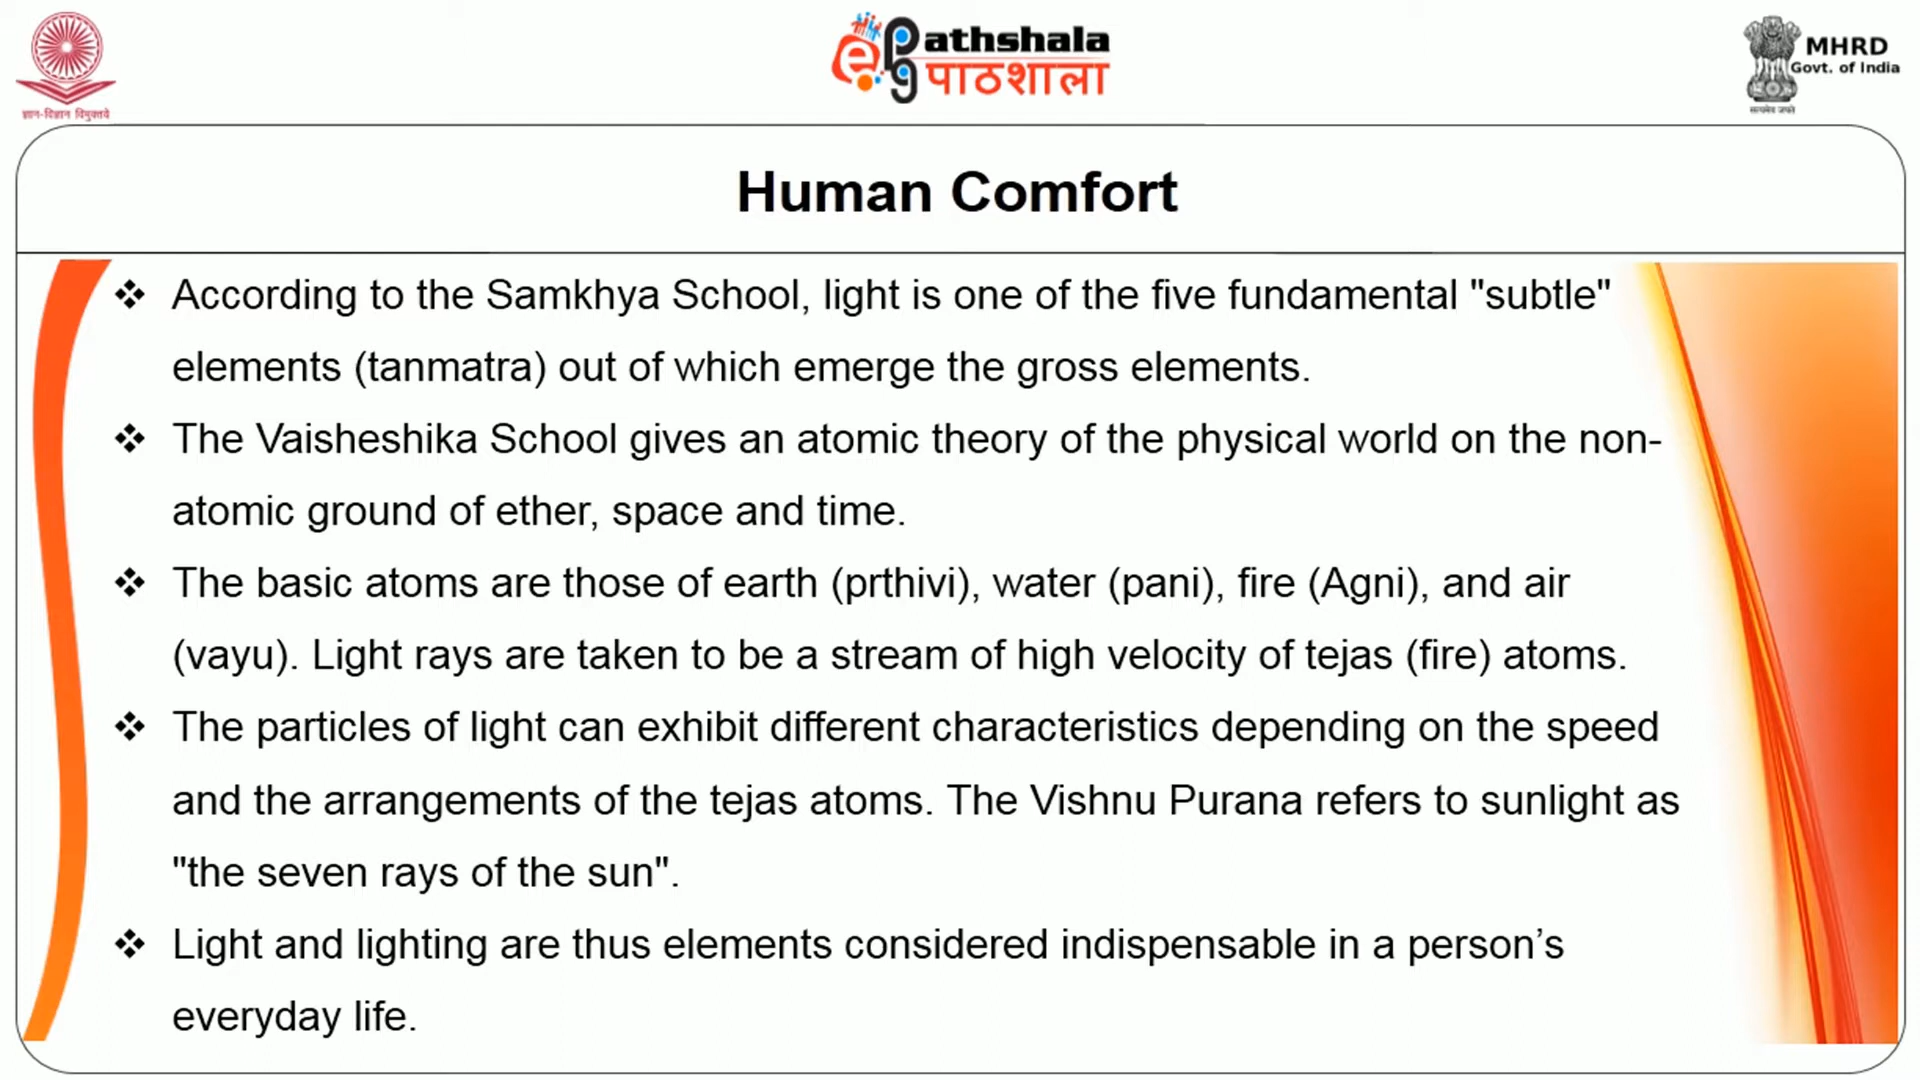 ज्ञान-विज्ञान विमुक्तये
e
pg
athshala
पाठशाला
MHRD
Govt. of India
सत्यमेव जयते
Human Comfort
❖ According to the Samkhya School, light is one of the five fundamental "subtle"
elements (tanmatra) out of which emerge the gross elements.
❖ The Vaisheshika School gives an atomic theory of the physical world on the non-
atomic ground of ether, space and time.
❖ The basic atoms are those of earth (prthivi), water (pani), fire (Agni), and air
(vayu). Light rays are taken to be a stream of high velocity of tejas (fire) atoms.
❖ The particles of light can exhibit different characteristics depending on the speed
and the arrangements of the tejas atoms. The Vishnu Purana refers to sunlight as
"the seven rays of the sun".
❖ Light and lighting are thus elements considered indispensable in a person’s
everyday life.